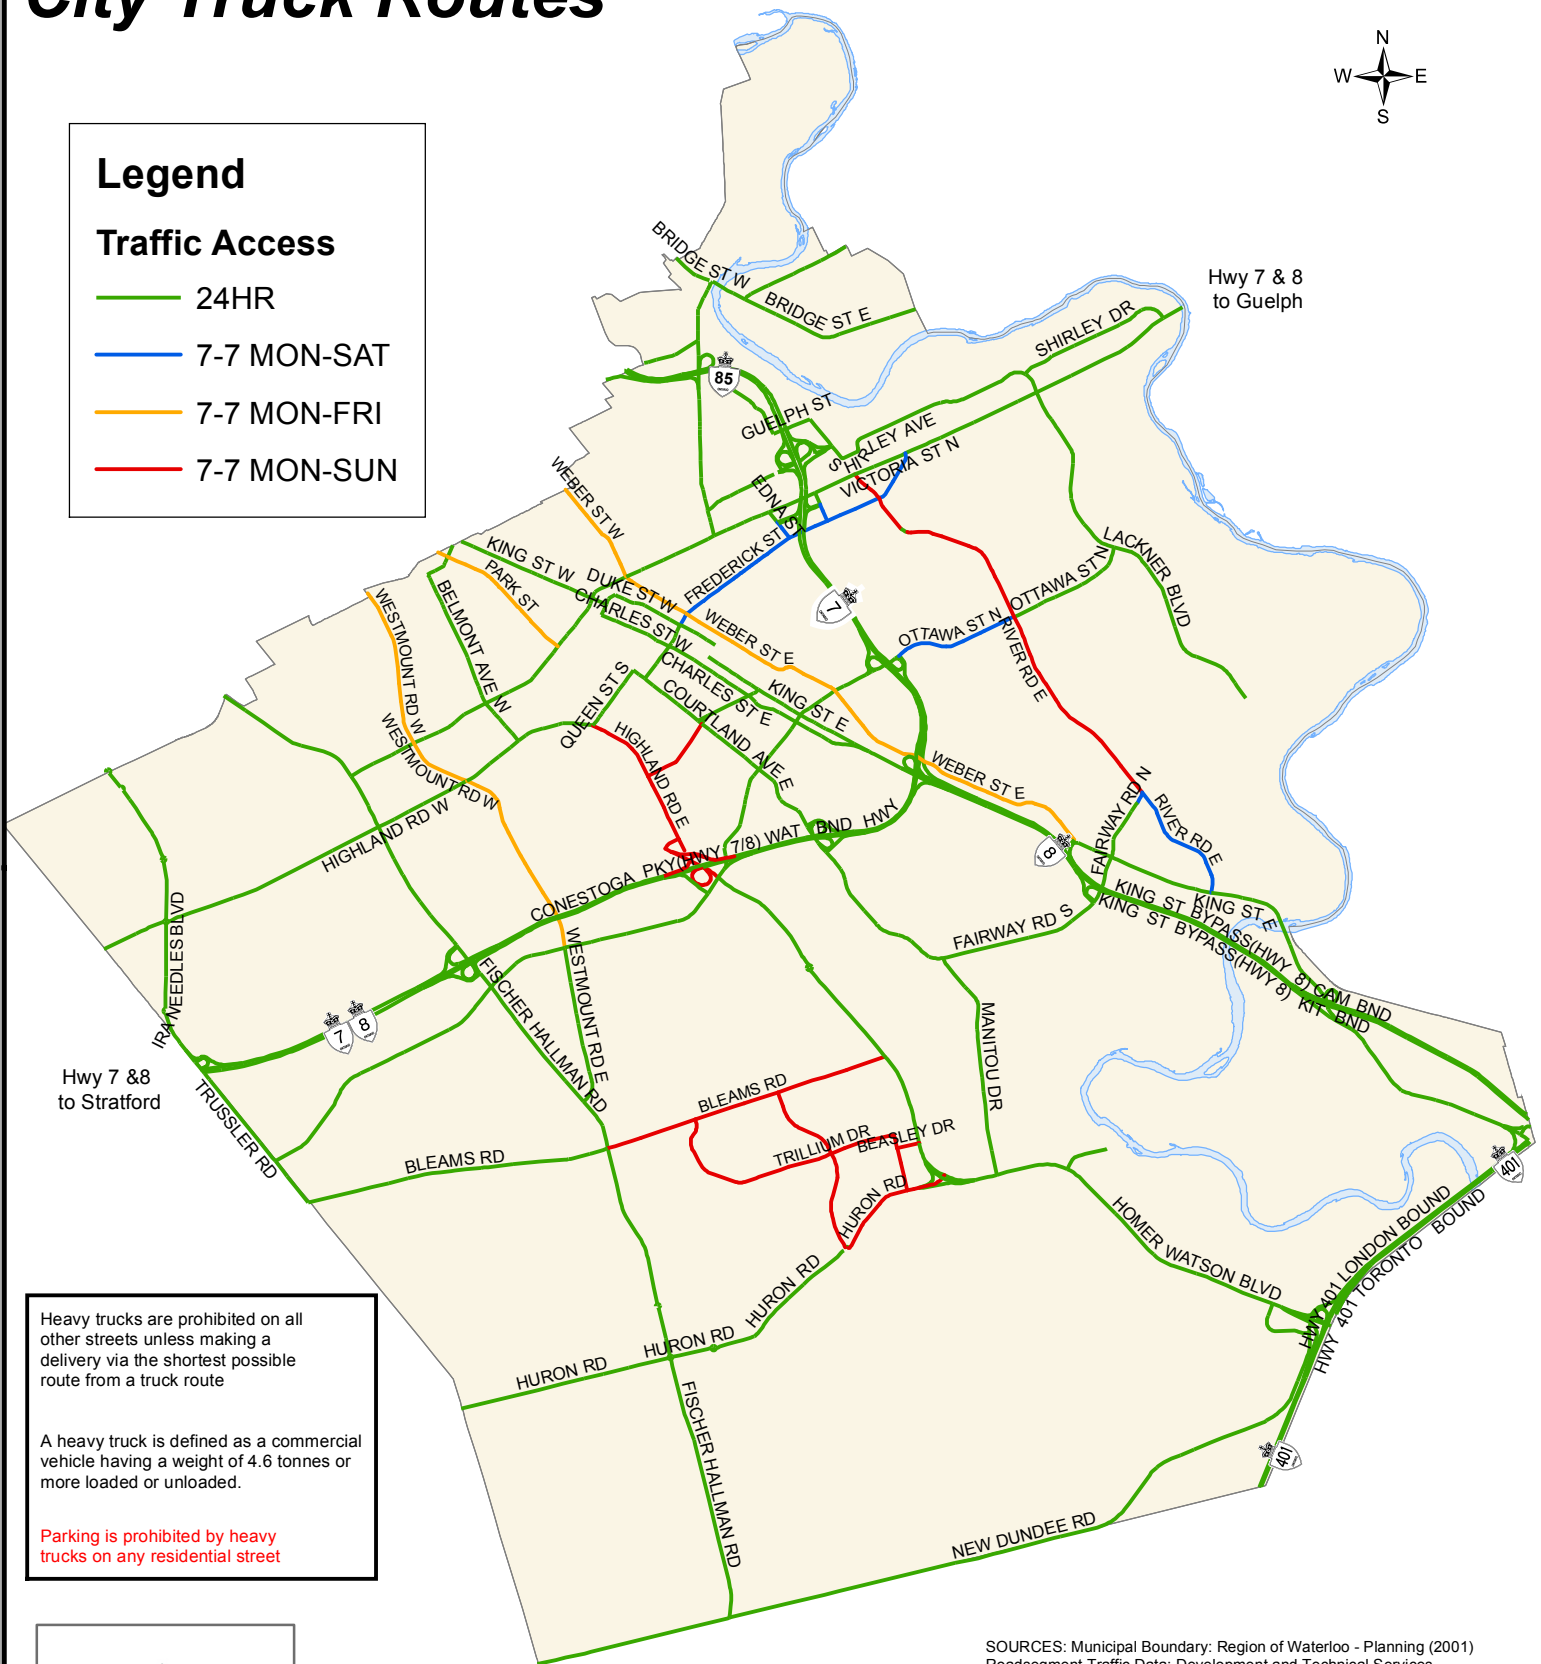 City Truck Routes
N
W
E
S
Legend
Traffic Access
24HR
7-7 MON-SAT
7-7 MON-FRI
7-7 MON-SUN
BRIDGE ST W
BRIDGE ST E
Hwy 7 & 8
to Guelph
SHIRLEY DR
85
GUELPH ST
SHIRLEY AVE
VICTORIA ST N
WEBER ST W
EDNA ST
KING ST W
PARK ST
DUKE ST W
FREDERICK ST
CHARLES ST W
LACKNER BLVD
OTTAWA ST N
OTTAWA ST N
7
WESTMOUNT RD W
BELMONT AVE W
WEBER ST E
RIVER RD E
CHARLES ST E
KING ST E
QUEEN ST S
COURTLAND AVE E
HIGHLAND RD E
WESTMOUNT RD W
HIGHLAND RD W
WEBER ST E
FAIRWAY RD N
RIVER RD E
CONESTOGA PKY(HWY 7/8) WAT BND HWY
8
KING ST E
KING ST BYPASS(HWY 8) CAM BND
KING ST BYPASS(HWY 8) KIT BND
FAIRWAY RD S
IRA NEEDLES BLVD
WESTMOUNT RD E
FISCHER HALLMAN RD
7
8
MANITOU DR
Hwy 7 &8
to Stratford
TRUSSLER RD
BLEAMS RD
BLEAMS RD
TRILLIUM DR
BEASLEY DR
HURON RD
401
HOMER WATSON BLVD
HWY 401 LONDON BOUND
HWY 401 TORONTO BOUND
HURON RD
HURON RD
HURON RD
FISCHER HALLMAN RD
401
NEW DUNDEE RD
Heavy trucks are prohibited on all
other streets unless making a
delivery via the shortest possible
route from a truck route
A heavy truck is defined as a commercial
vehicle having a weight of 4.6 tonnes or
more loaded or unloaded.
Parking is prohibited by heavy
trucks on any residential street
SOURCES: Municipal Boundary: Region of Waterloo - Planning (2001)
Roadsegment Traffic Data: Development and Technical Services